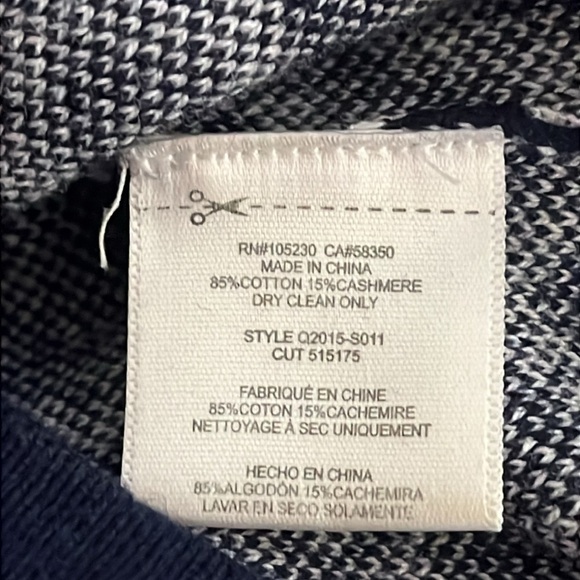 RN#105230 CA#58350
MADE IN CHINA
85%COTTON 15%CASHMERE
DRY CLEAN ONLY
STYLE Q2015-S011
CUT 515175
FABRIQUÉ EN CHINE
85%COTON 15%CACHEMIRE
NETTOYAGE À SEC UNIQUEMENT
HECHO EN CHINA
85%ALGODÓN 15%CACHEMIRA
LAVAR EN SECO SOLAMENTE